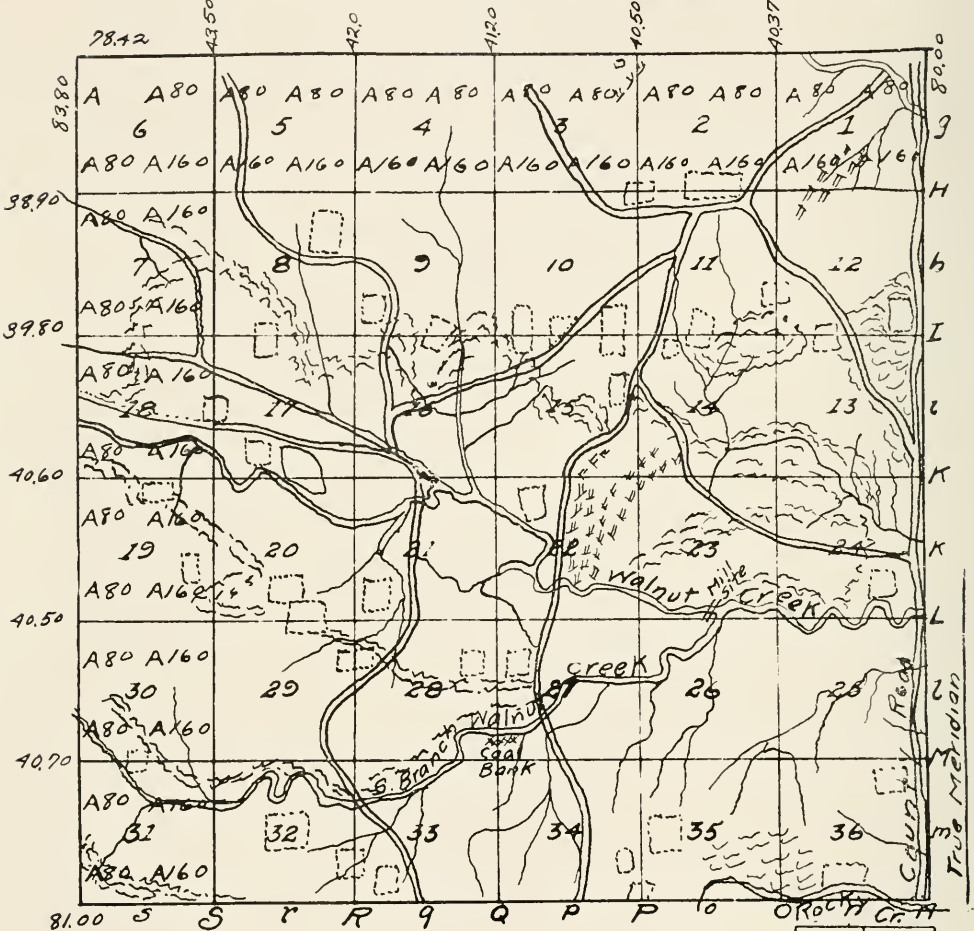 43,50
42.0
41,20
40,50
40,37
78.42
80.00
83.80
A A80 A80 A80 A80 A80 A80 A80 A80 A80 A A80
6 5 4 3 2 1 g
A80 A160 A160 A160 A160 A160 A160 A160 A160 A160 A160 A160
38.90 H
A80 A160
7 8 9 10 11 12 h
A80 A160
39.80 I
A80 A160
18 17 16 15 14 13 i
A80 A160
40.60 K
A80 A160
19 20 21 22 23 24 K
Walnut Creek
Mill Site
A80 A160
40.50 L
A80 A160
Creek
30 29 28 27 26 25 l
County Road
True Meridian
A80 A160
S. Branch Walnut
Coal Bank
40.70 M
A80 A160
31 32 33 34 35 36 m
A80 A160
81.00 s S r R q Q p P o O Rocky Cr.